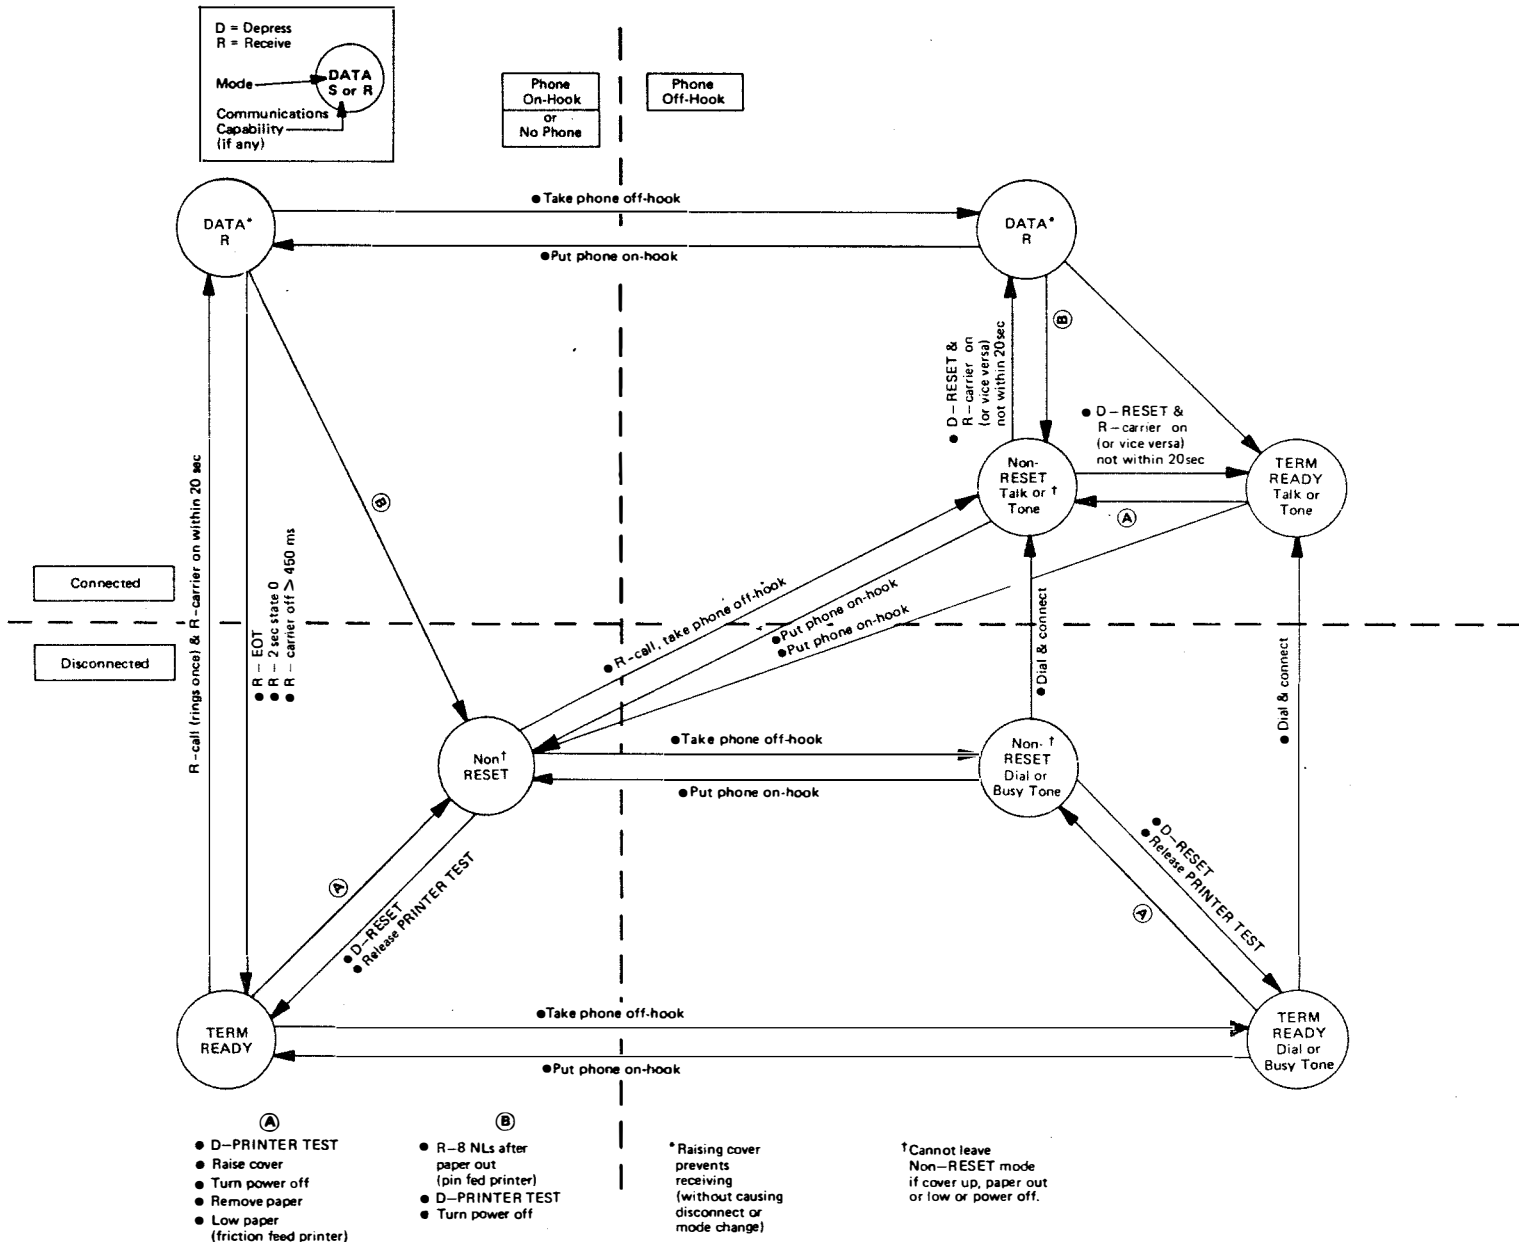 D = Depress
R = Receive
Mode
DATA
S or R
Communications
Capability
(if any)
Phone
On-Hook
or
No Phone
Phone
Off-Hook
DATA*
R
●Take phone off-hook
●Put phone on-hook
DATA*
R
Ⓑ
● D–RESET &
R–carrier on
(or vice versa)
not within 20sec
● D–RESET &
R–carrier on
(or vice versa)
not within 20sec
Non-
RESET
Talk or †
Tone
TERM
READY
Talk or
Tone
Ⓐ
Ⓑ
Connected
Disconnected
R–call (rings once) & R–carrier on within 20 sec
● R – EOT
● R – 2 sec state 0
● R – carrier off > 450 ms
● R–call, take phone off-hook
●Put phone on-hook
●Put phone on-hook
●Dial & connect
● Dial & connect
Non†
RESET
●Take phone off-hook
●Put phone on-hook
Non-†
RESET
Dial or
Busy Tone
Ⓐ
● D–RESET
● Release PRINTER TEST
● D–RESET
● Release PRINTER TEST
Ⓐ
TERM
READY
●Take phone off-hook
●Put phone on-hook
TERM
READY
Dial or
Busy Tone
Ⓐ
● D–PRINTER TEST
● Raise cover
● Turn power off
● Remove paper
● Low paper
(friction feed printer)
Ⓑ
● R–8 NLs after
paper out
(pin fed printer)
● D–PRINTER TEST
● Turn power off
*Raising cover
prevents
receiving
(without causing
disconnect or
mode change)
†Cannot leave
Non–RESET mode
if cover up, paper out
or low or power off.